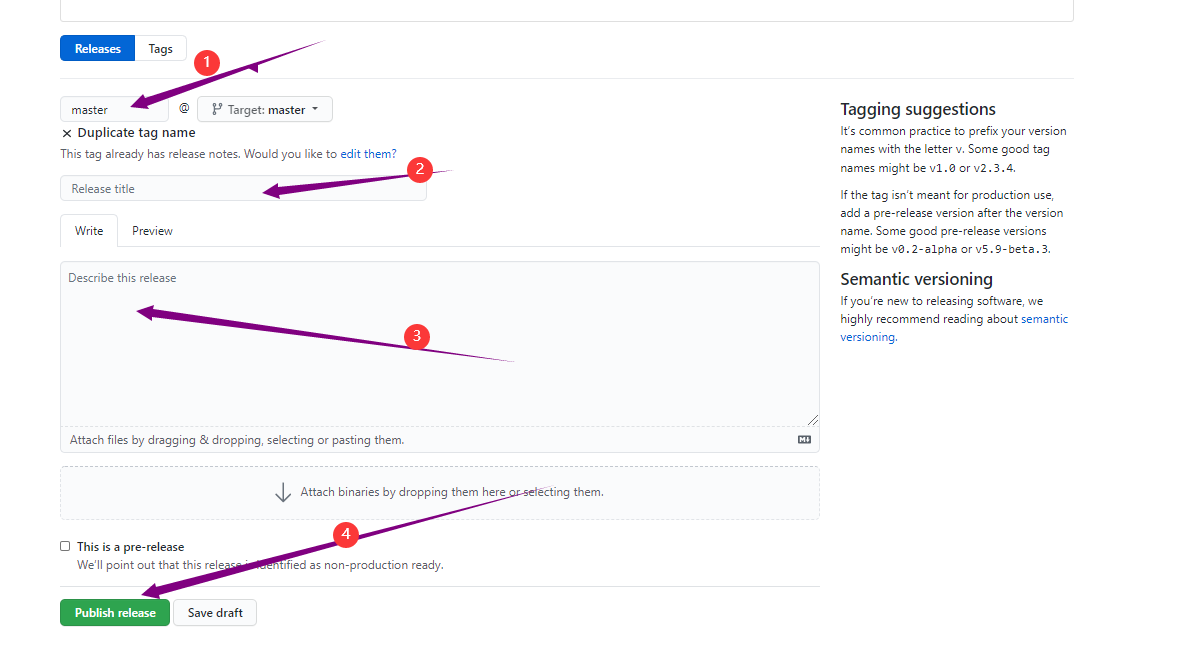 Releases Tags
1
master @ Target: master
Duplicate tag name
This tag already has release notes. Would you like to edit them?
2
Release title
Write Preview
Describe this release
3
Attach files by dragging & dropping, selecting or pasting them.
Attach binaries by dropping them here or selecting them.
4
This is a pre-release
We'll point out that this release is identified as non-production ready.
Publish release Save draft
Tagging suggestions
It's common practice to prefix your version
names with the letter v. Some good tag
names might be v1.0 or v2.3.4.
If the tag isn't meant for production use,
add a pre-release version after the version
name. Some good pre-release versions
might be v0.2-alpha or v5.9-beta.3.
Semantic versioning
If you're new to releasing software, we
highly recommend reading about semantic
versioning.